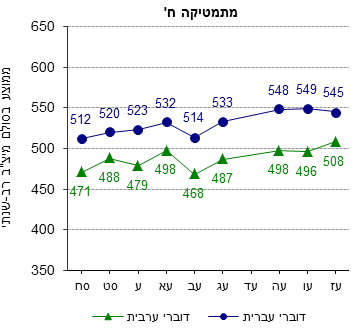 מתמטיקה ח'
ממוצע בסולם מיצ"ב רב-שנתי
650
600
550
500
450
400
350
512 520 523 532 514 533 548 549 545
471 488 479 498 468 487 498 496 508
סח סט ע עא עב עג עד עה עו עז
דוברי ערבית דוברי עברית